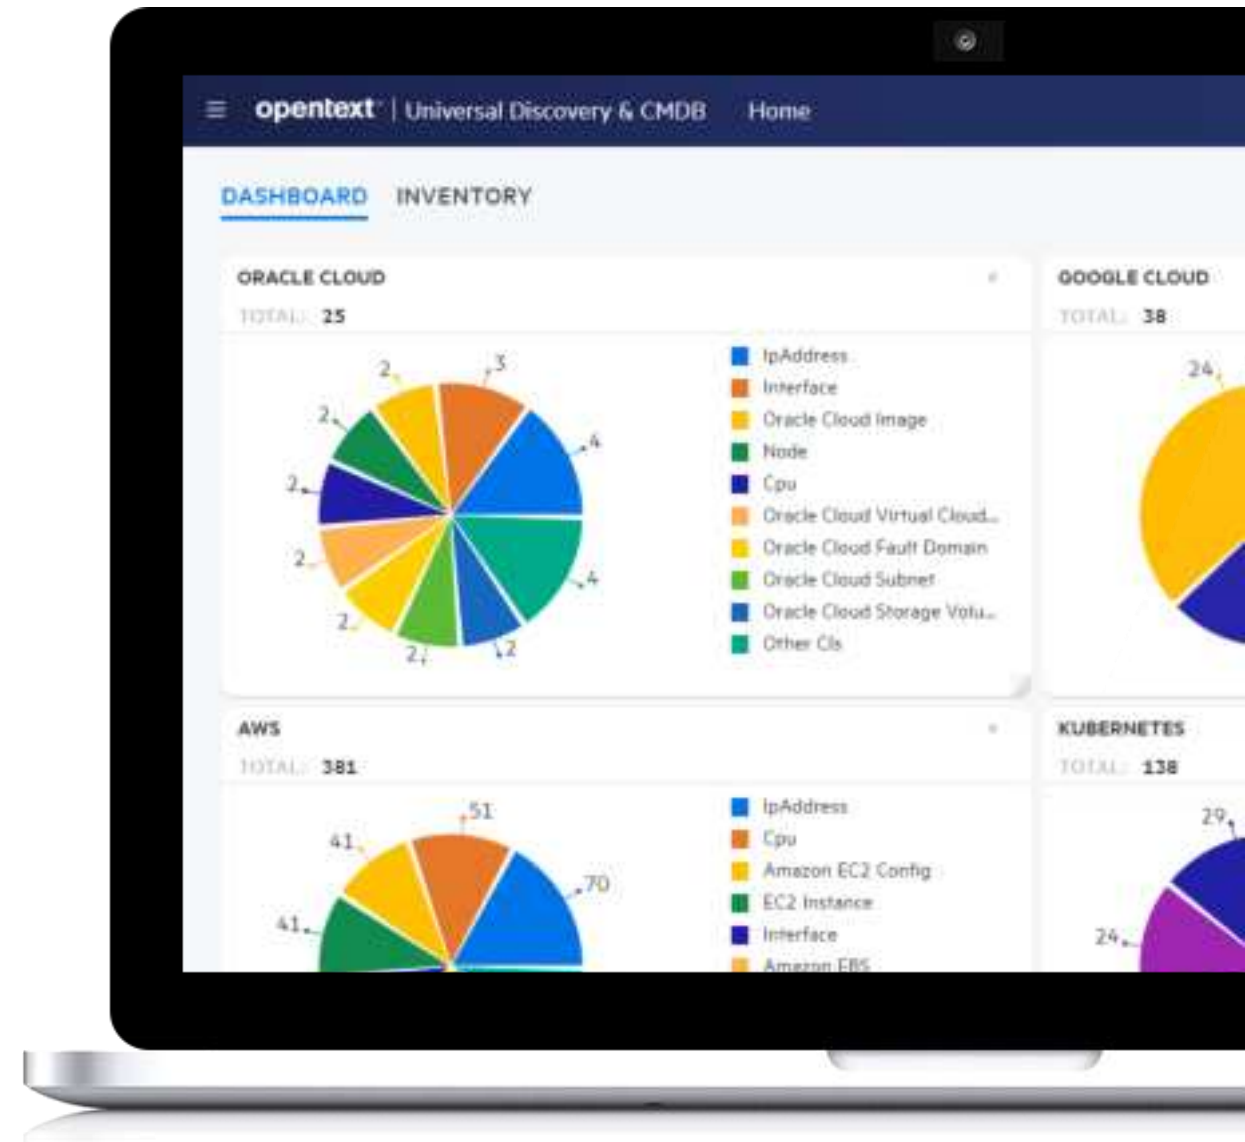 opentext | Universal Discovery & CMDB Home
DASHBOARD INVENTORY
ORACLE CLOUD
TOTAL: 25
2
3
4
2
2
2
2
2
2
4
IpAddress
Interface
Oracle Cloud Image
Node
Cpu
Oracle Cloud Virtual Cloud...
Oracle Cloud Fault Domain
Oracle Cloud Subnet
Oracle Cloud Storage Volu...
Other CIs
GOOGLE CLOUD
TOTAL: 38
24
AWS
TOTAL: 381
51
41
70
41
IpAddress
Cpu
Amazon EC2 Config
EC2 Instance
Interface
Amazon EBS
KUBERNETES
TOTAL: 138
29
24